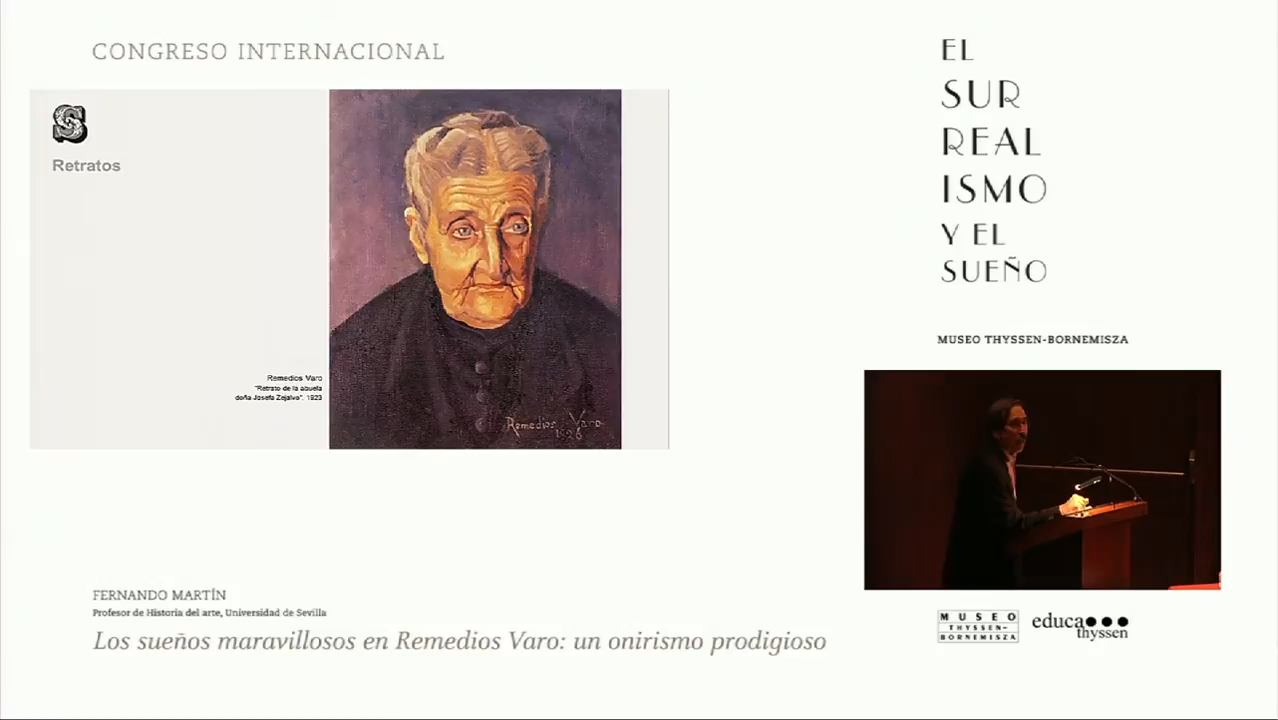 CONGRESO INTERNACIONAL
S
Retratos
Remedios Varo
"Retrato de la abuela
doña Josefa Zejalvo", 1923
Remedios Varo
1926
EL
SUR
REAL
ISMO
Y EL
SUEÑO
MUSEO THYSSEN-BORNEMISZA
FERNANDO MARTÍN
Profesor de Historia del arte, Universidad de Sevilla
Los sueños maravillosos en Remedios Varo: un onirismo prodigioso
MUSEO
THYSSEN-
BORNEMISZA
educa
thyssen